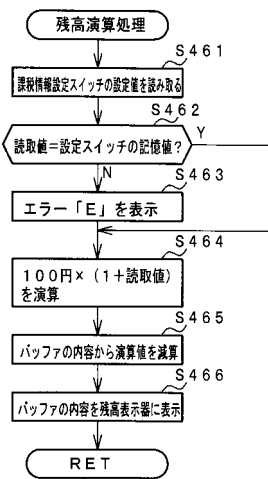 残高演算処理
S461
課税情報設定スイッチの設定値を読み取る
S462
読取値=設定スイッチの記憶値?
Y
N
S463
エラー「E」を表示
S464
100円×(1+読取値)
を演算
S465
バッファの内容から演算値を減算
S466
バッファの内容を残高表示器に表示
RET